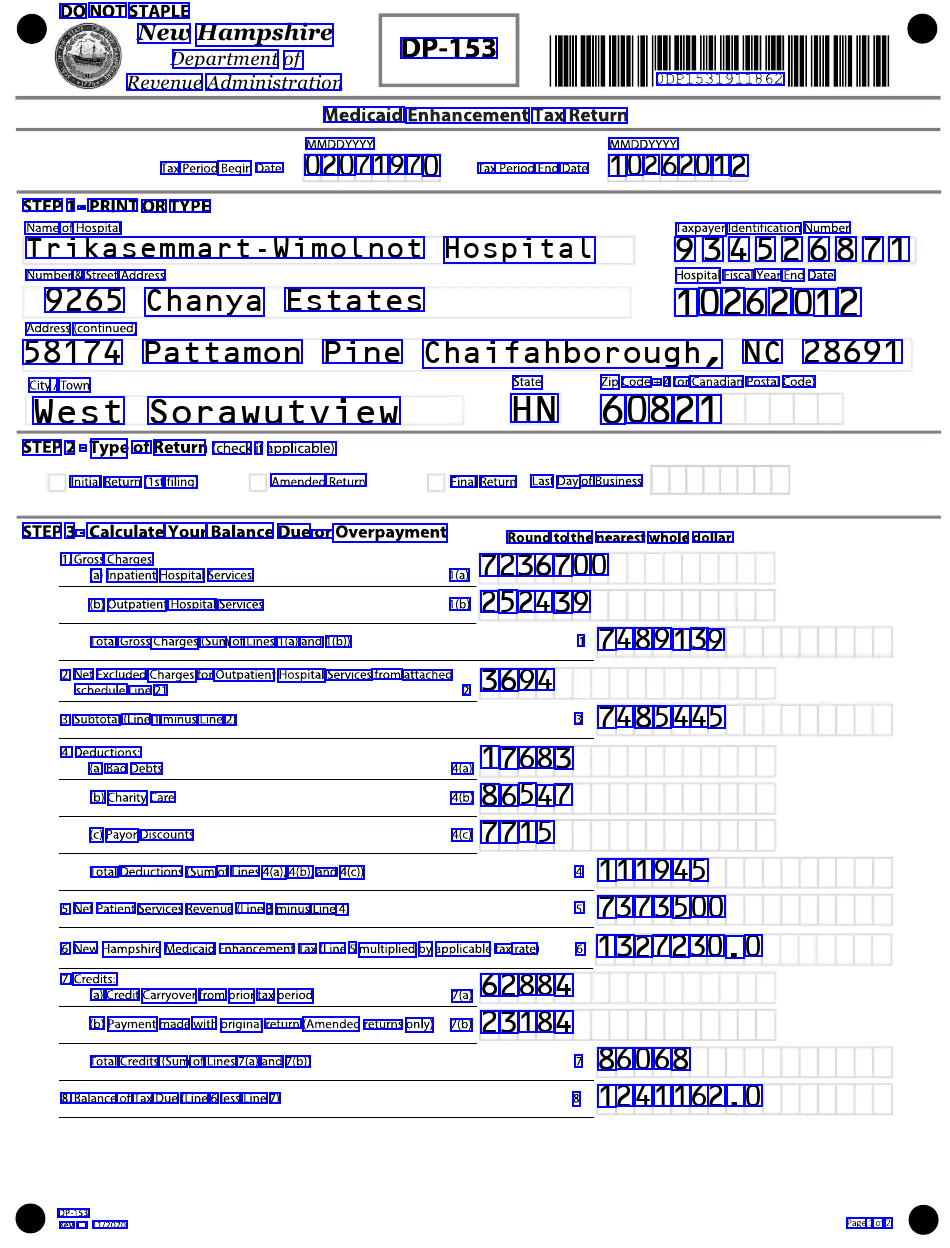 DO NOT STAPLE
New Hampshire
Department of
Revenue Administration
DP-153
0DP1531911862
Medicaid Enhancement Tax Return
MMDDYYYY MMDDYYYY
Tax Period Begin Date 02071970 Tax Period End Date 10262012
STEP 1 - PRINT OR TYPE
Name of Hospital Taxpayer Identification Number
Trikasemmart-Wimolnot Hospital 934526871
Number & Street Address Hospital Fiscal Year End Date
9265 Chanya Estates 10262012
Address (continued)
58174 Pattamon Pine Chaifahborough, NC 28691
City / Town State Zip Code + 4 (or Canadian Postal Code)
West Sorawutview HN 60821
STEP 2 - Type of Return (check if applicable)
Initial Return (1st filing Amended Return Final Return Last Day of Business
STEP 3 - Calculate Your Balance Due or Overpayment Round to the nearest whole dollar
1. Gross Charges
a) Inpatient Hospital Services 1(a) 7236700
(b) Outpatient Hospital Services 1(b) 252439
Total Gross Charges (Sum of Lines 1(a) and 1(b)) 1 7489139
2. Net Excluded Charges for Outpatient Hospital Services from attached
schedule Line 21 2 3694
3. Subtotal (Line 1 minus Line 2) 3 7485445
4. Deductions:
(a) Bad Debts 4(a) 17683
b) Charity Care 4(b) 86547
(c) Payor Discounts 4(c) 7715
Total Deductions (Sum of Lines 4(a), 4(b), and 4(c)) 4 111945
5. Net Patient Services Revenue (Line 3 minus Line 4) 5 7373500
6. New Hampshire Medicaid Enhancement Tax (Line 5 multiplied by applicable tax rate) 6 1327230.0
7. Credits:
a) Credit Carryover from prior tax period 7(a) 62884
(b) Payment made with original return (Amended returns only) 7(b) 23184
Total Credits (Sum of Lines 7(a) and 7(b)) 7 86068
8. Balance of Tax Due (Line 6 less Line 7) 8 1241162.0
DP-153
Page 1 of 2